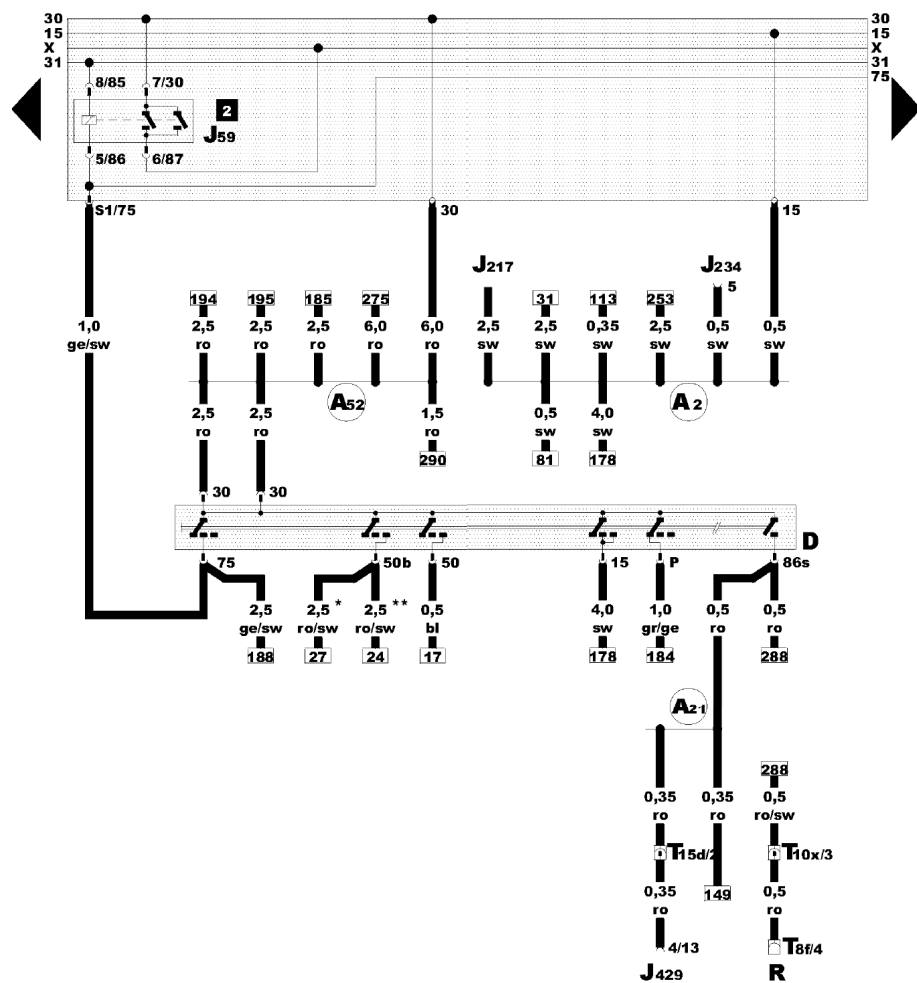 30 30
15 15
X X
31 31
75
8/85 7/30
2
J59
5/86 6/87
S1/75 30 15
J217 J234
5
194 195 185 275 31 113 253
1,0 2,5 2,5 2,5 6,0 6,0 2,5 2,5 0,35 2,5 0,5 0,5
ge/sw ro ro ro ro ro sw sw sw sw sw sw
A52 A2
2,5 2,5 1,5 0,5 4,0
ro ro ro sw sw
290 81 178
30 30
D
75 50b 50 15 P 86s
2,5 2,5 * 2,5 ** 0,5 4,0 1,0 0,5 0,5
ge/sw ro/sw ro/sw bl sw gr/ge ro ro
188 27 24 17 178 184 288
A21
288
0,35 0,35 0,5
ro ro ro/sw
T15d/2 T10x/3
0,35 149 0,5
ro ro
4/13 T8f/4
J429 R